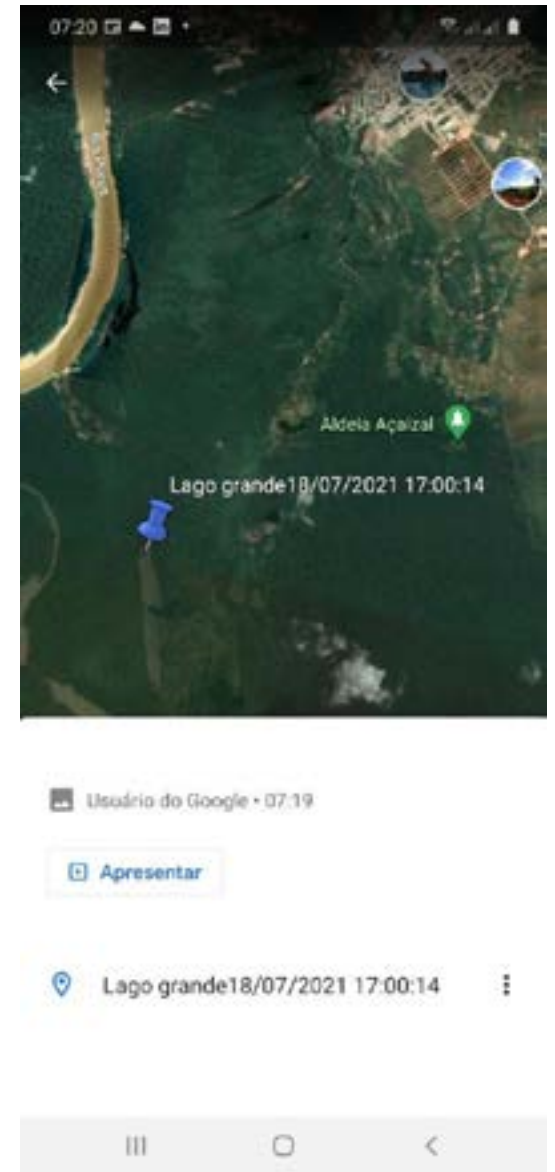 07:20
Aldeia Açaizal
Lago grande18/07/2021 17:00:14
Usuário do Google • 07:19
Apresentar
Lago grande18/07/2021 17:00:14